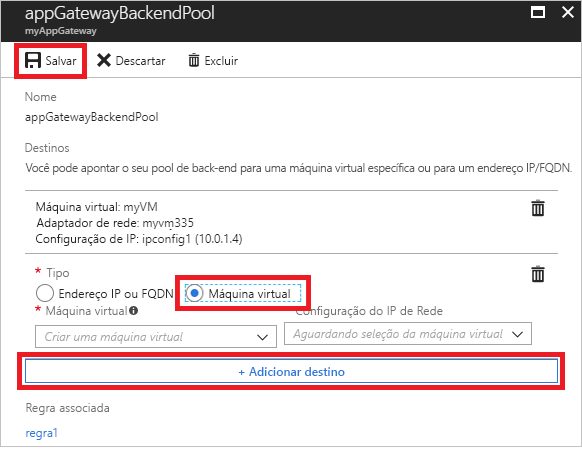 appGatewayBackendPool
myAppGateway
Salvar Descartar Excluir
Nome
appGatewayBackendPool
Destinos
Você pode apontar o seu pool de back-end para uma máquina virtual específica ou para um endereço IP/FQDN.
Máquina virtual: myVM
Adaptador de rede: myvm335
Configuração de IP: ipconfig1 (10.0.1.4)
* Tipo
Endereço IP ou FQDN Máquina virtual
* Máquina virtual Configuração do IP de Rede
Criar uma máquina virtual Aguardando seleção da máquina virtual
+ Adicionar destino
Regra associada
regra1